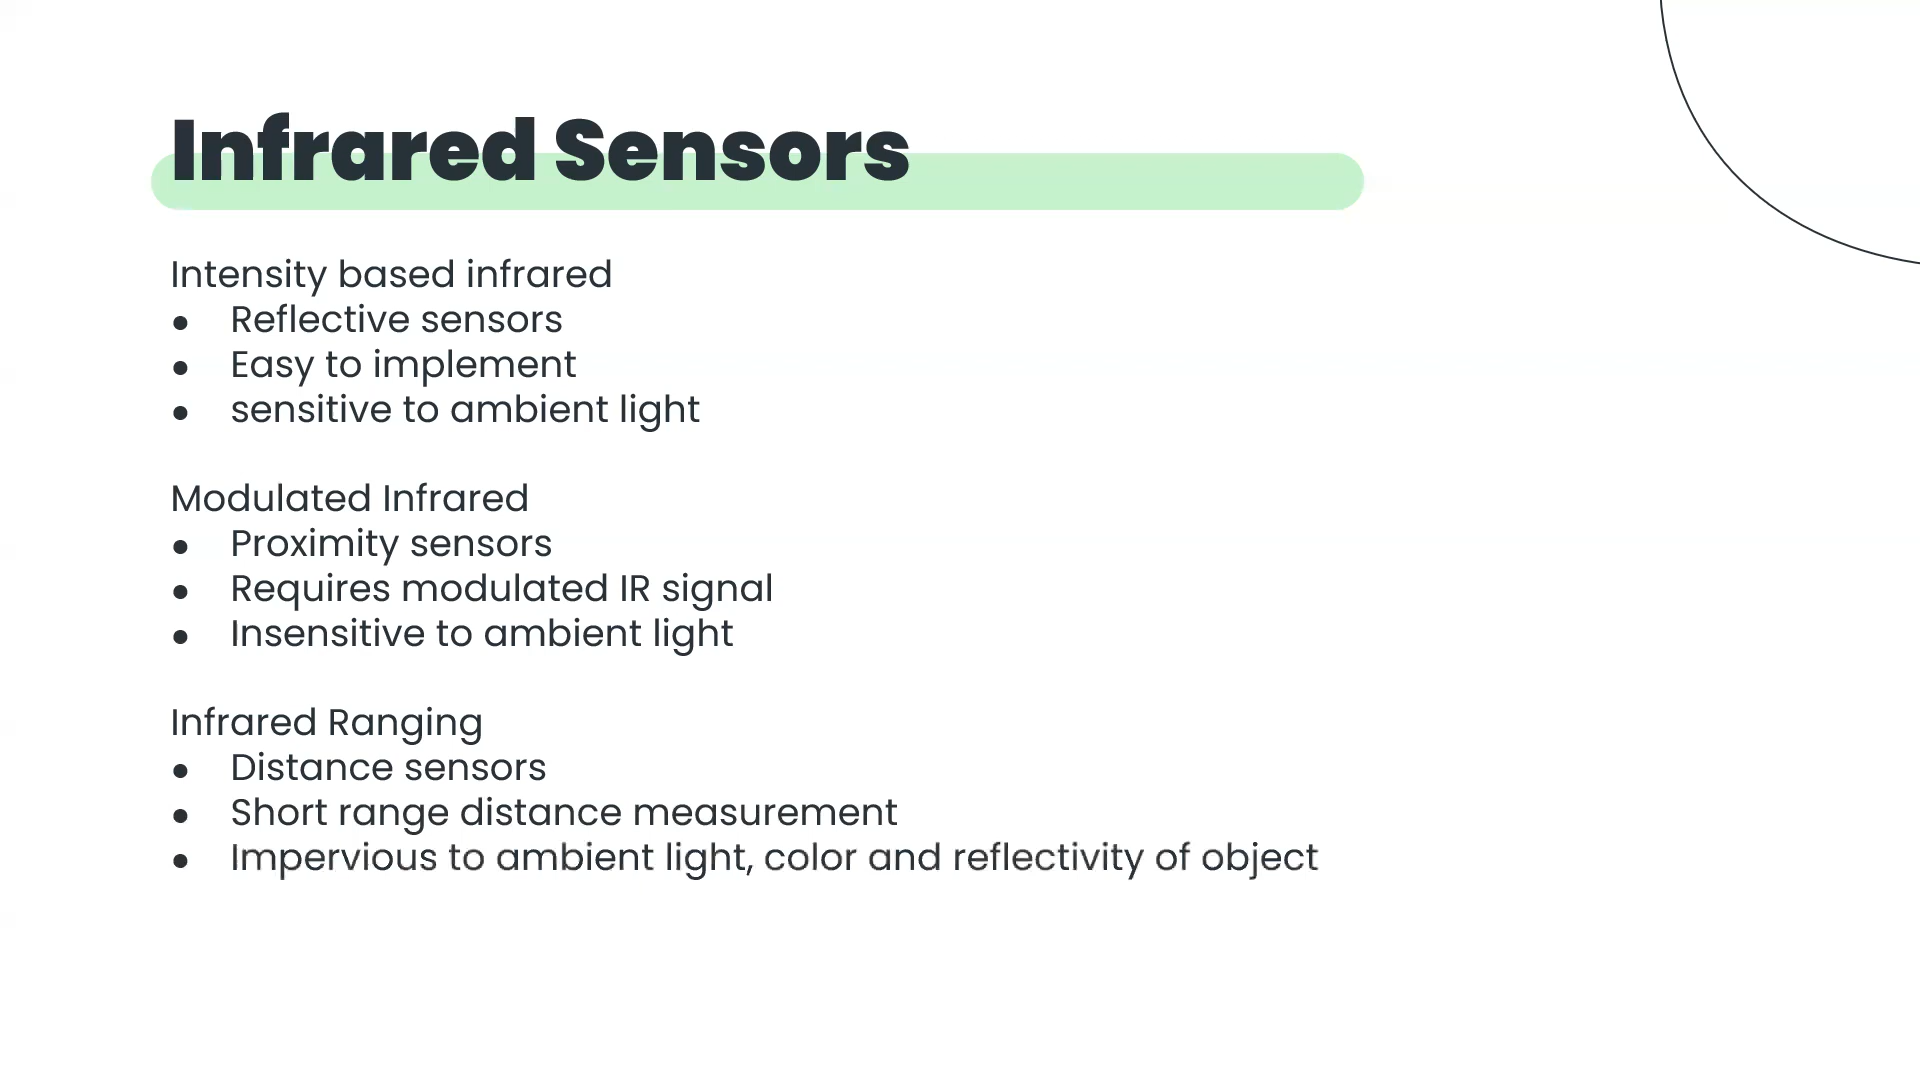 Infrared Sensors
Intensity based infrared
● Reflective sensors
● Easy to implement
● sensitive to ambient light
Modulated Infrared
● Proximity sensors
● Requires modulated IR signal
● Insensitive to ambient light
Infrared Ranging
● Distance sensors
● Short range distance measurement
● Impervious to ambient light, color and reflectivity of object